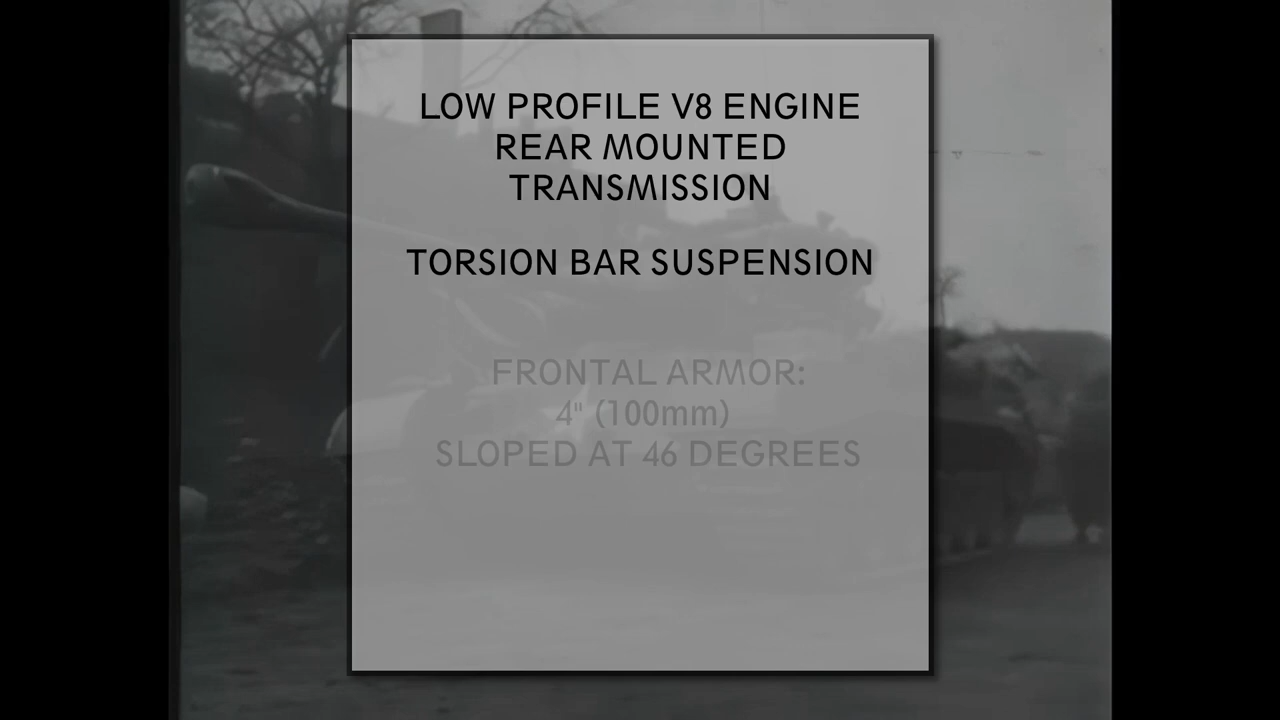 LOW PROFILE V8 ENGINE
REAR MOUNTED
TRANSMISSION
TORSION BAR SUSPENSION
FRONTAL ARMOR:
4" (100mm)
SLOPED AT 46 DEGREES